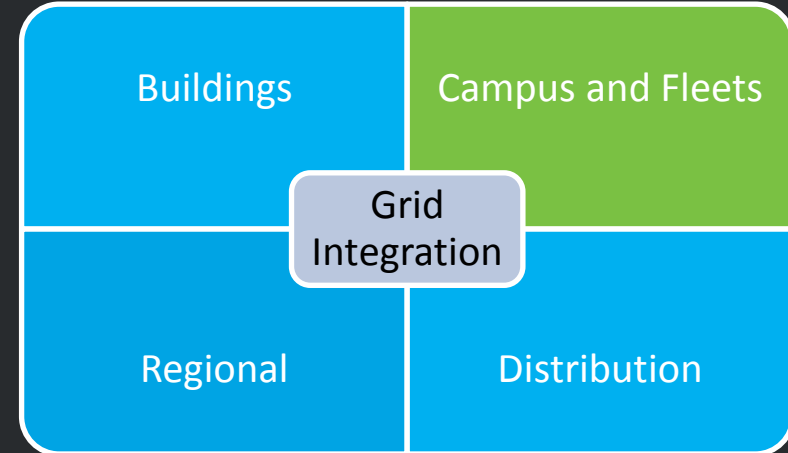 Buildings
Campus and Fleets
Grid
Integration
Regional
Distribution